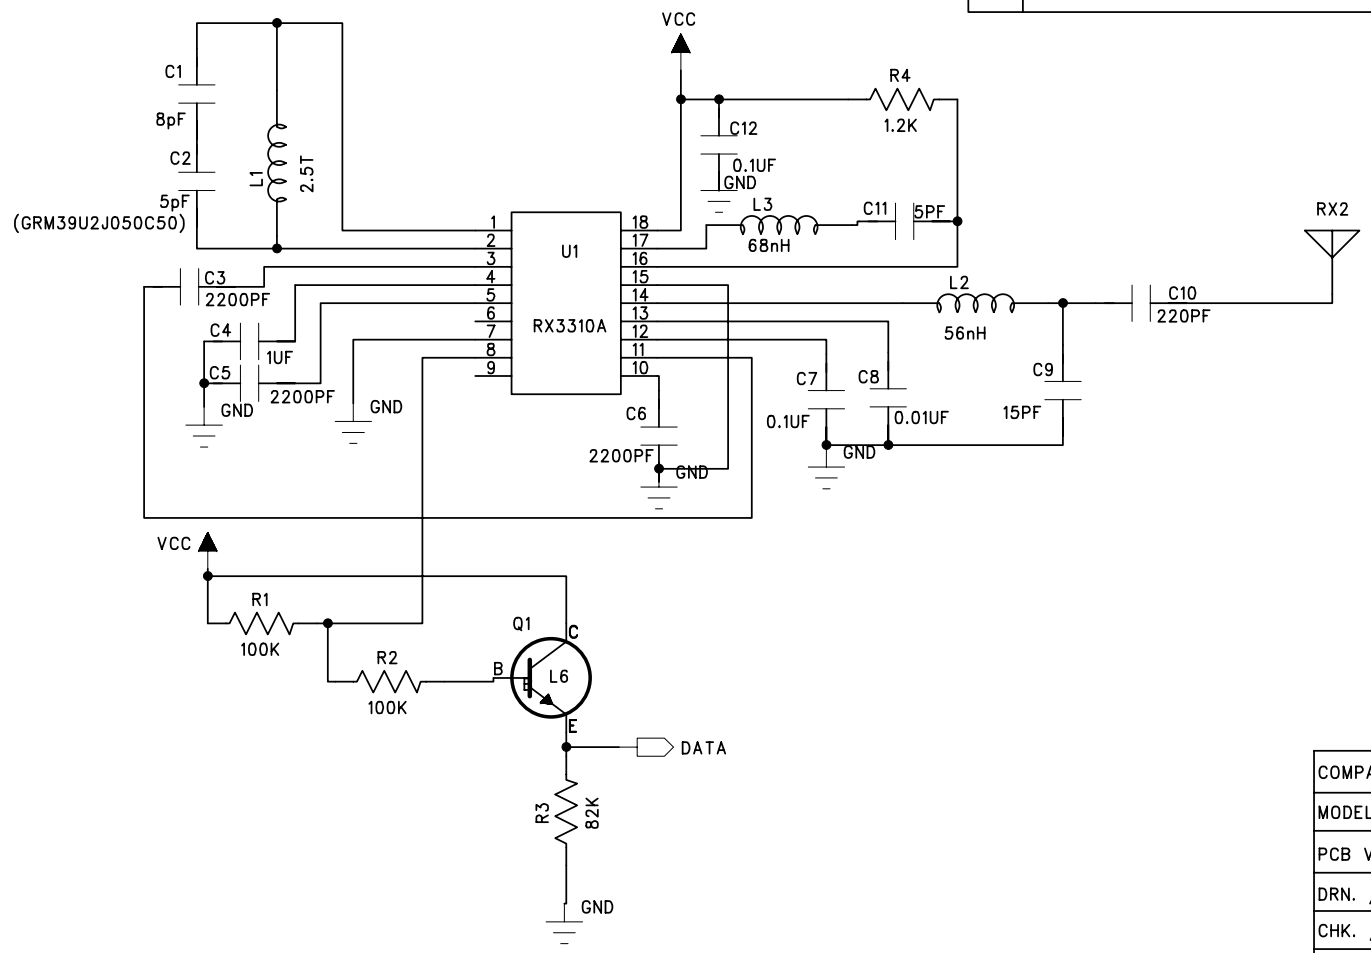 VCC
C1
8pF
C2
5pF
(GRM39U2J050C50)
L1
2.5T
R4
1.2K
C12
0.1UF
GND
L3
68nH
C11
5PF
RX2
U1
RX3310A
1
2
3
4
5
6
7
8
9
18
17
16
15
14
13
12
11
10
C3
2200PF
C4
1UF
C5
2200PF
GND
GND
L2
56nH
C10
220PF
C9
15PF
C7
0.1UF
C8
0.01UF
GND
C6
2200PF
GND
VCC
R1
100K
R2
100K
Q1
C
B
E
L6
E
DATA
R3
82K
GND
COMPA
MODEL
PCB V
DRN.
CHK.